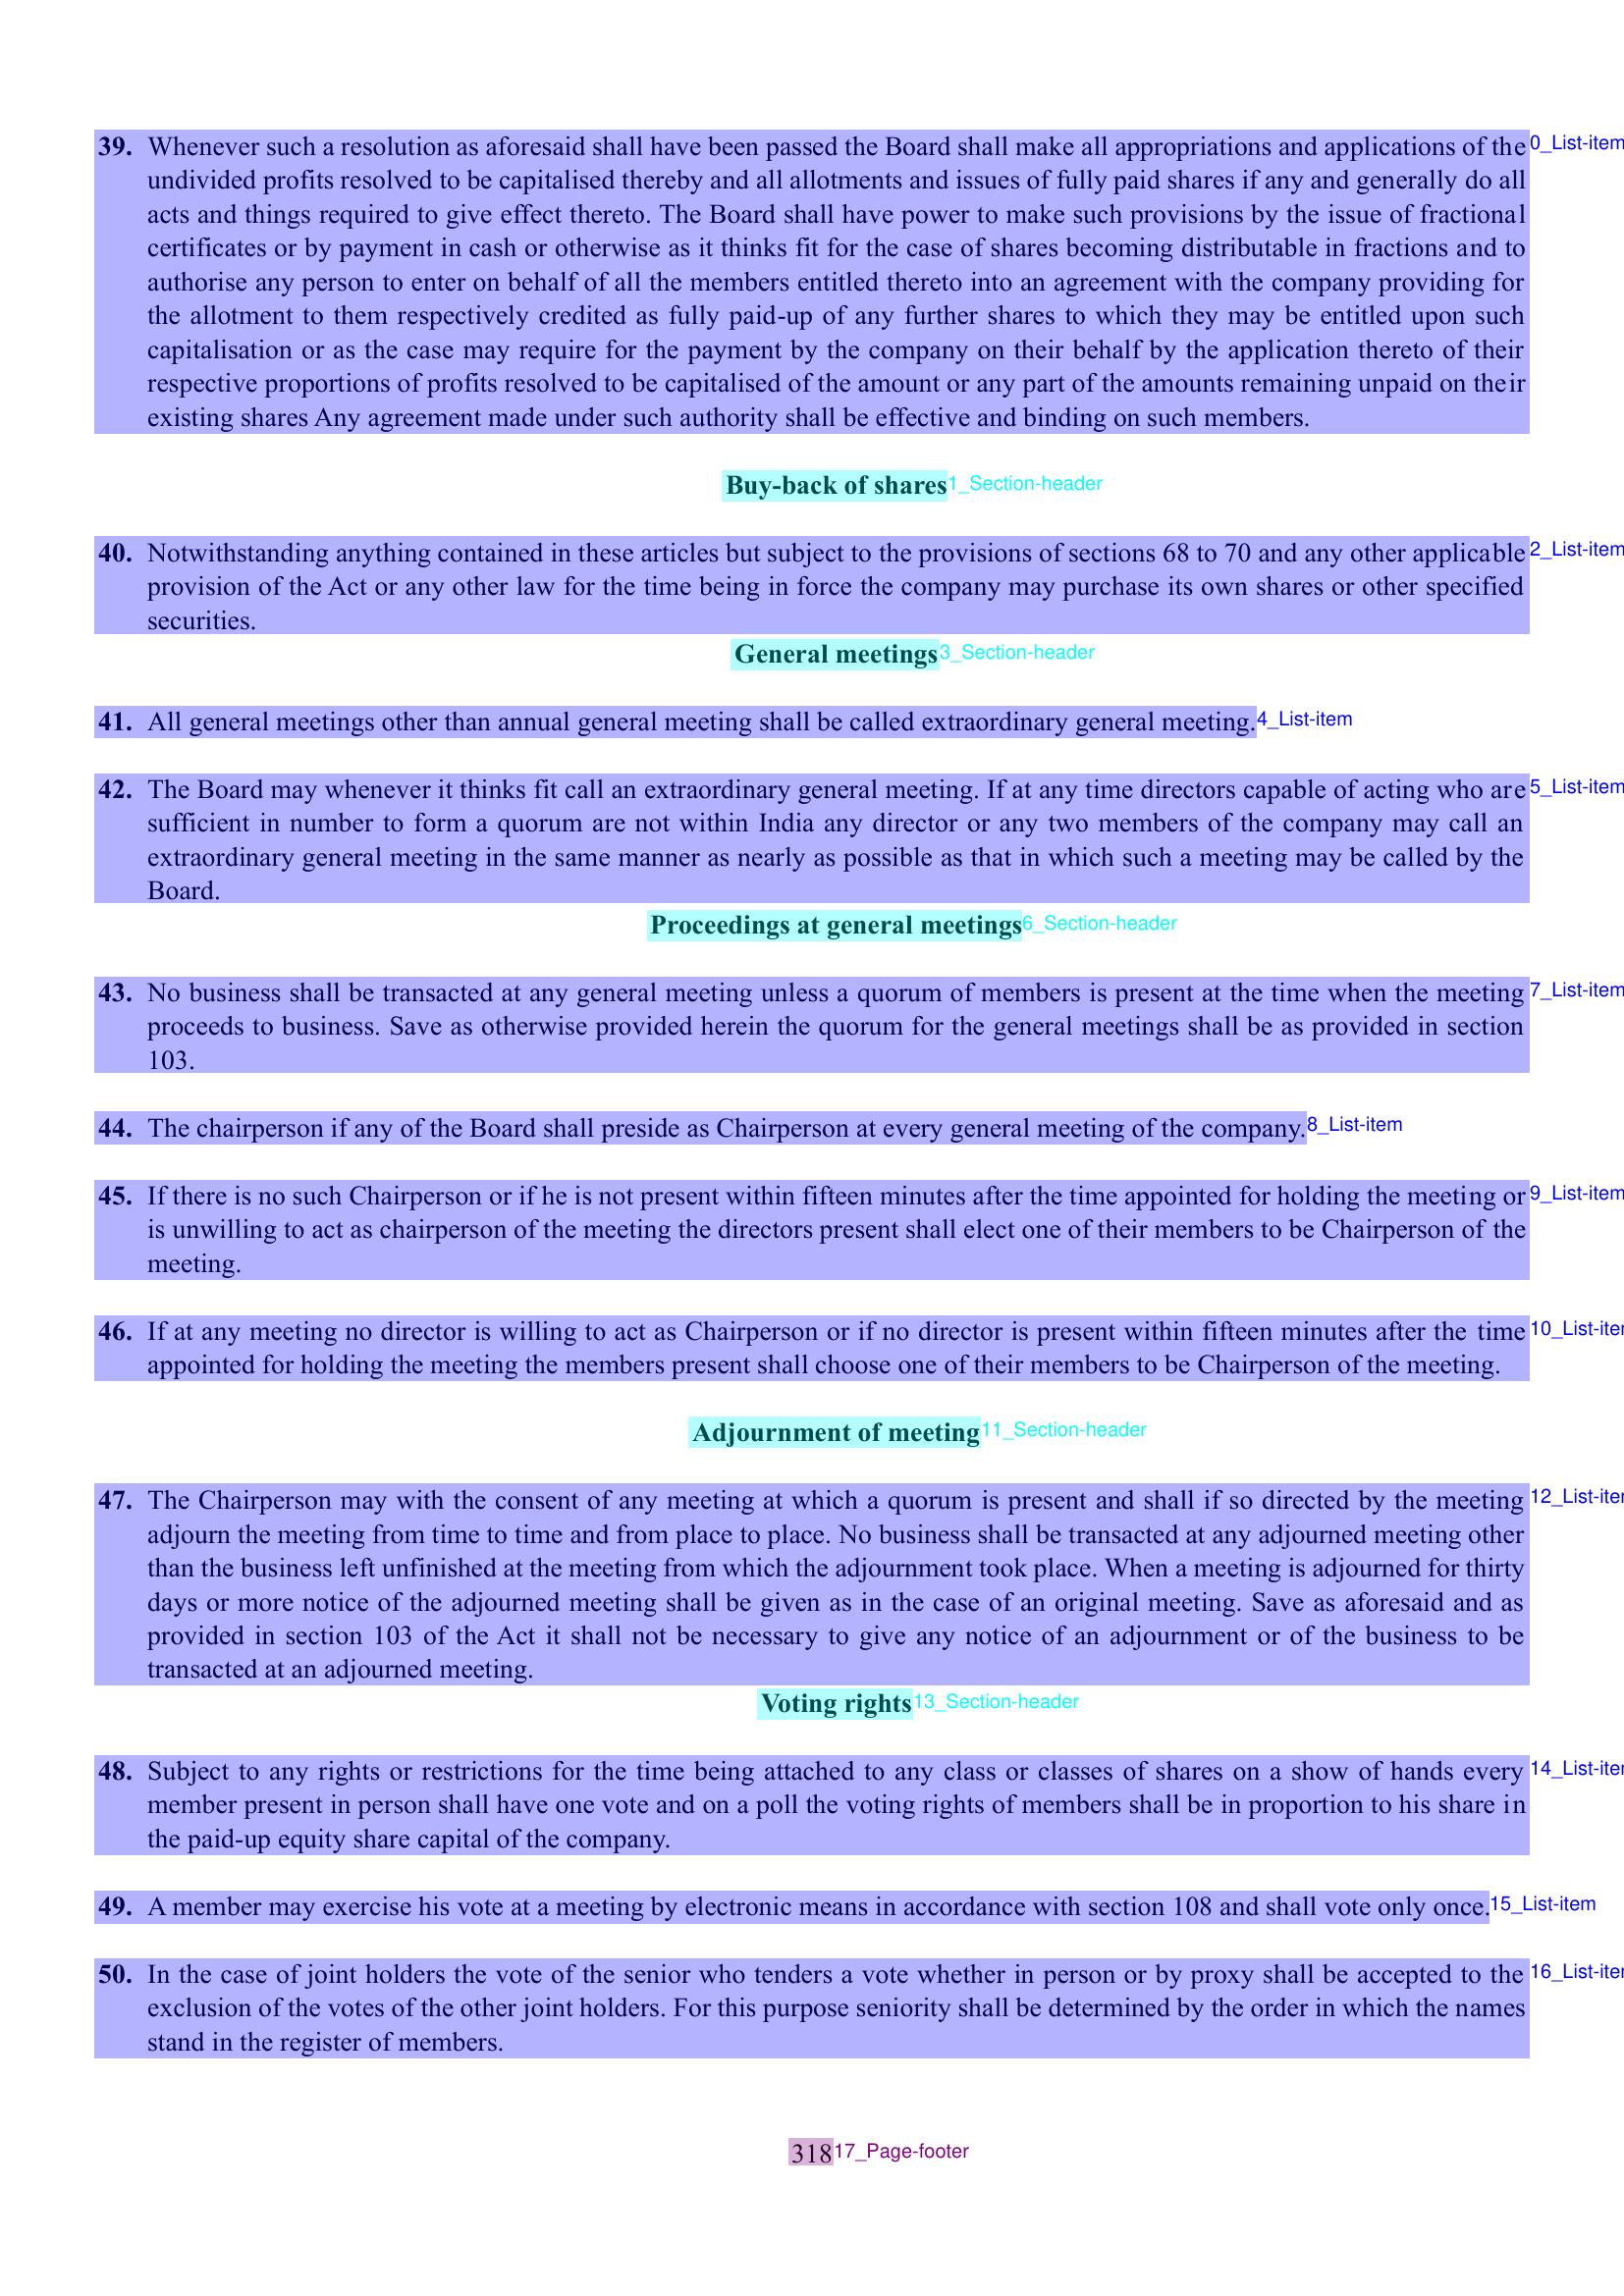 39. Whenever such a resolution as aforesaid shall have been passed the Board shall make all appropriations and applications of the 0_List-item
undivided profits resolved to be capitalised thereby and all allotments and issues of fully paid shares if any and generally do all
acts and things required to give effect thereto. The Board shall have power to make such provisions by the issue of fractional
certificates or by payment in cash or otherwise as it thinks fit for the case of shares becoming distributable in fractions and to
authorise any person to enter on behalf of all the members entitled thereto into an agreement with the company providing for
the allotment to them respectively credited as fully paid-up of any further shares to which they may be entitled upon such
capitalisation or as the case may require for the payment by the company on their behalf by the application thereto of their
respective proportions of profits resolved to be capitalised of the amount or any part of the amounts remaining unpaid on their
existing shares Any agreement made under such authority shall be effective and binding on such members.
Buy-back of shares 1_Section-header
40. Notwithstanding anything contained in these articles but subject to the provisions of sections 68 to 70 and any other applicable 2_List-item
provision of the Act or any other law for the time being in force the company may purchase its own shares or other specified
securities.
General meetings 3_Section-header
41. All general meetings other than annual general meeting shall be called extraordinary general meeting. 4_List-item
42. The Board may whenever it thinks fit call an extraordinary general meeting. If at any time directors capable of acting who are 5_List-item
sufficient in number to form a quorum are not within India any director or any two members of the company may call an
extraordinary general meeting in the same manner as nearly as possible as that in which such a meeting may be called by the
Board.
Proceedings at general meetings 6_Section-header
43. No business shall be transacted at any general meeting unless a quorum of members is present at the time when the meeting 7_List-item
proceeds to business. Save as otherwise provided herein the quorum for the general meetings shall be as provided in section
103.
44. The chairperson if any of the Board shall preside as Chairperson at every general meeting of the company. 8_List-item
45. If there is no such Chairperson or if he is not present within fifteen minutes after the time appointed for holding the meeting or 9_List-item
is unwilling to act as chairperson of the meeting the directors present shall elect one of their members to be Chairperson of the
meeting.
46. If at any meeting no director is willing to act as Chairperson or if no director is present within fifteen minutes after the time 10_List-iter
appointed for holding the meeting the members present shall choose one of their members to be Chairperson of the meeting.
Adjournment of meeting 11_Section-header
47. The Chairperson may with the consent of any meeting at which a quorum is present and shall if so directed by the meeting 12_List-iter
adjourn the meeting from time to time and from place to place. No business shall be transacted at any adjourned meeting other
than the business left unfinished at the meeting from which the adjournment took place. When a meeting is adjourned for thirty
days or more notice of the adjourned meeting shall be given as in the case of an original meeting. Save as aforesaid and as
provided in section 103 of the Act it shall not be necessary to give any notice of an adjournment or of the business to be
transacted at an adjourned meeting.
Voting rights 13_Section-header
48. Subject to any rights or restrictions for the time being attached to any class or classes of shares on a show of hands every 14_List-iter
member present in person shall have one vote and on a poll the voting rights of members shall be in proportion to his share in
the paid-up equity share capital of the company.
49. A member may exercise his vote at a meeting by electronic means in accordance with section 108 and shall vote only once. 15_List-item
50. In the case of joint holders the vote of the senior who tenders a vote whether in person or by proxy shall be accepted to the 16_List-iter
exclusion of the votes of the other joint holders. For this purpose seniority shall be determined by the order in which the names
stand in the register of members.
318 17_Page-footer